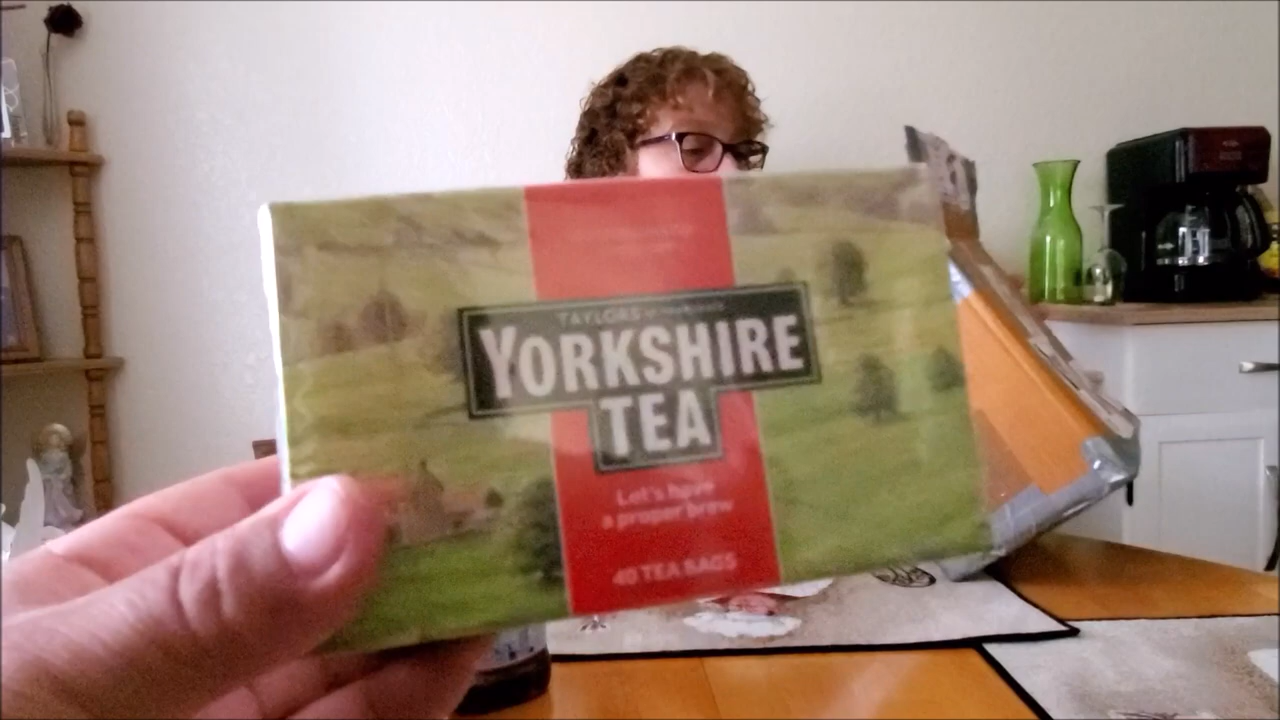 TAYLORS
YORKSHIRE
TEA
Let's have
a proper brew
40 TEA BAGS